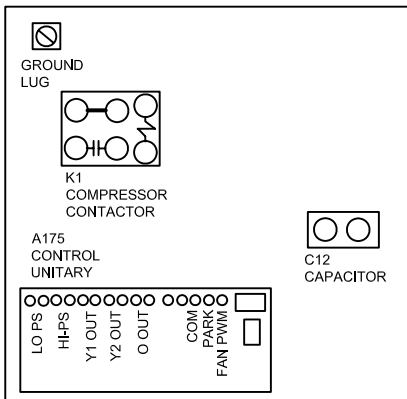 GROUND
LUG
K1
COMPRESSOR
CONTACTOR
A175
CONTROL
UNITARY
C12
CAPACITOR
LO PS
HI-PS
Y1 OUT
Y2 OUT
O OUT
COM
PARK
FAN PWM